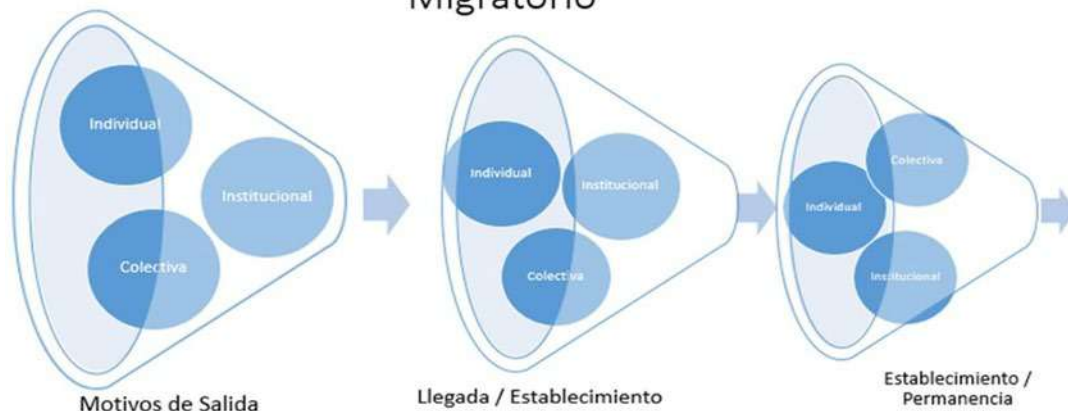 Migratorio
Individual
Institucional
Colectiva
Motivos de Salida
Individual
Institucional
Colectiva
Llegada / Establecimiento
Colectiva
Individual
Institucional
Establecimiento /
Permanencia